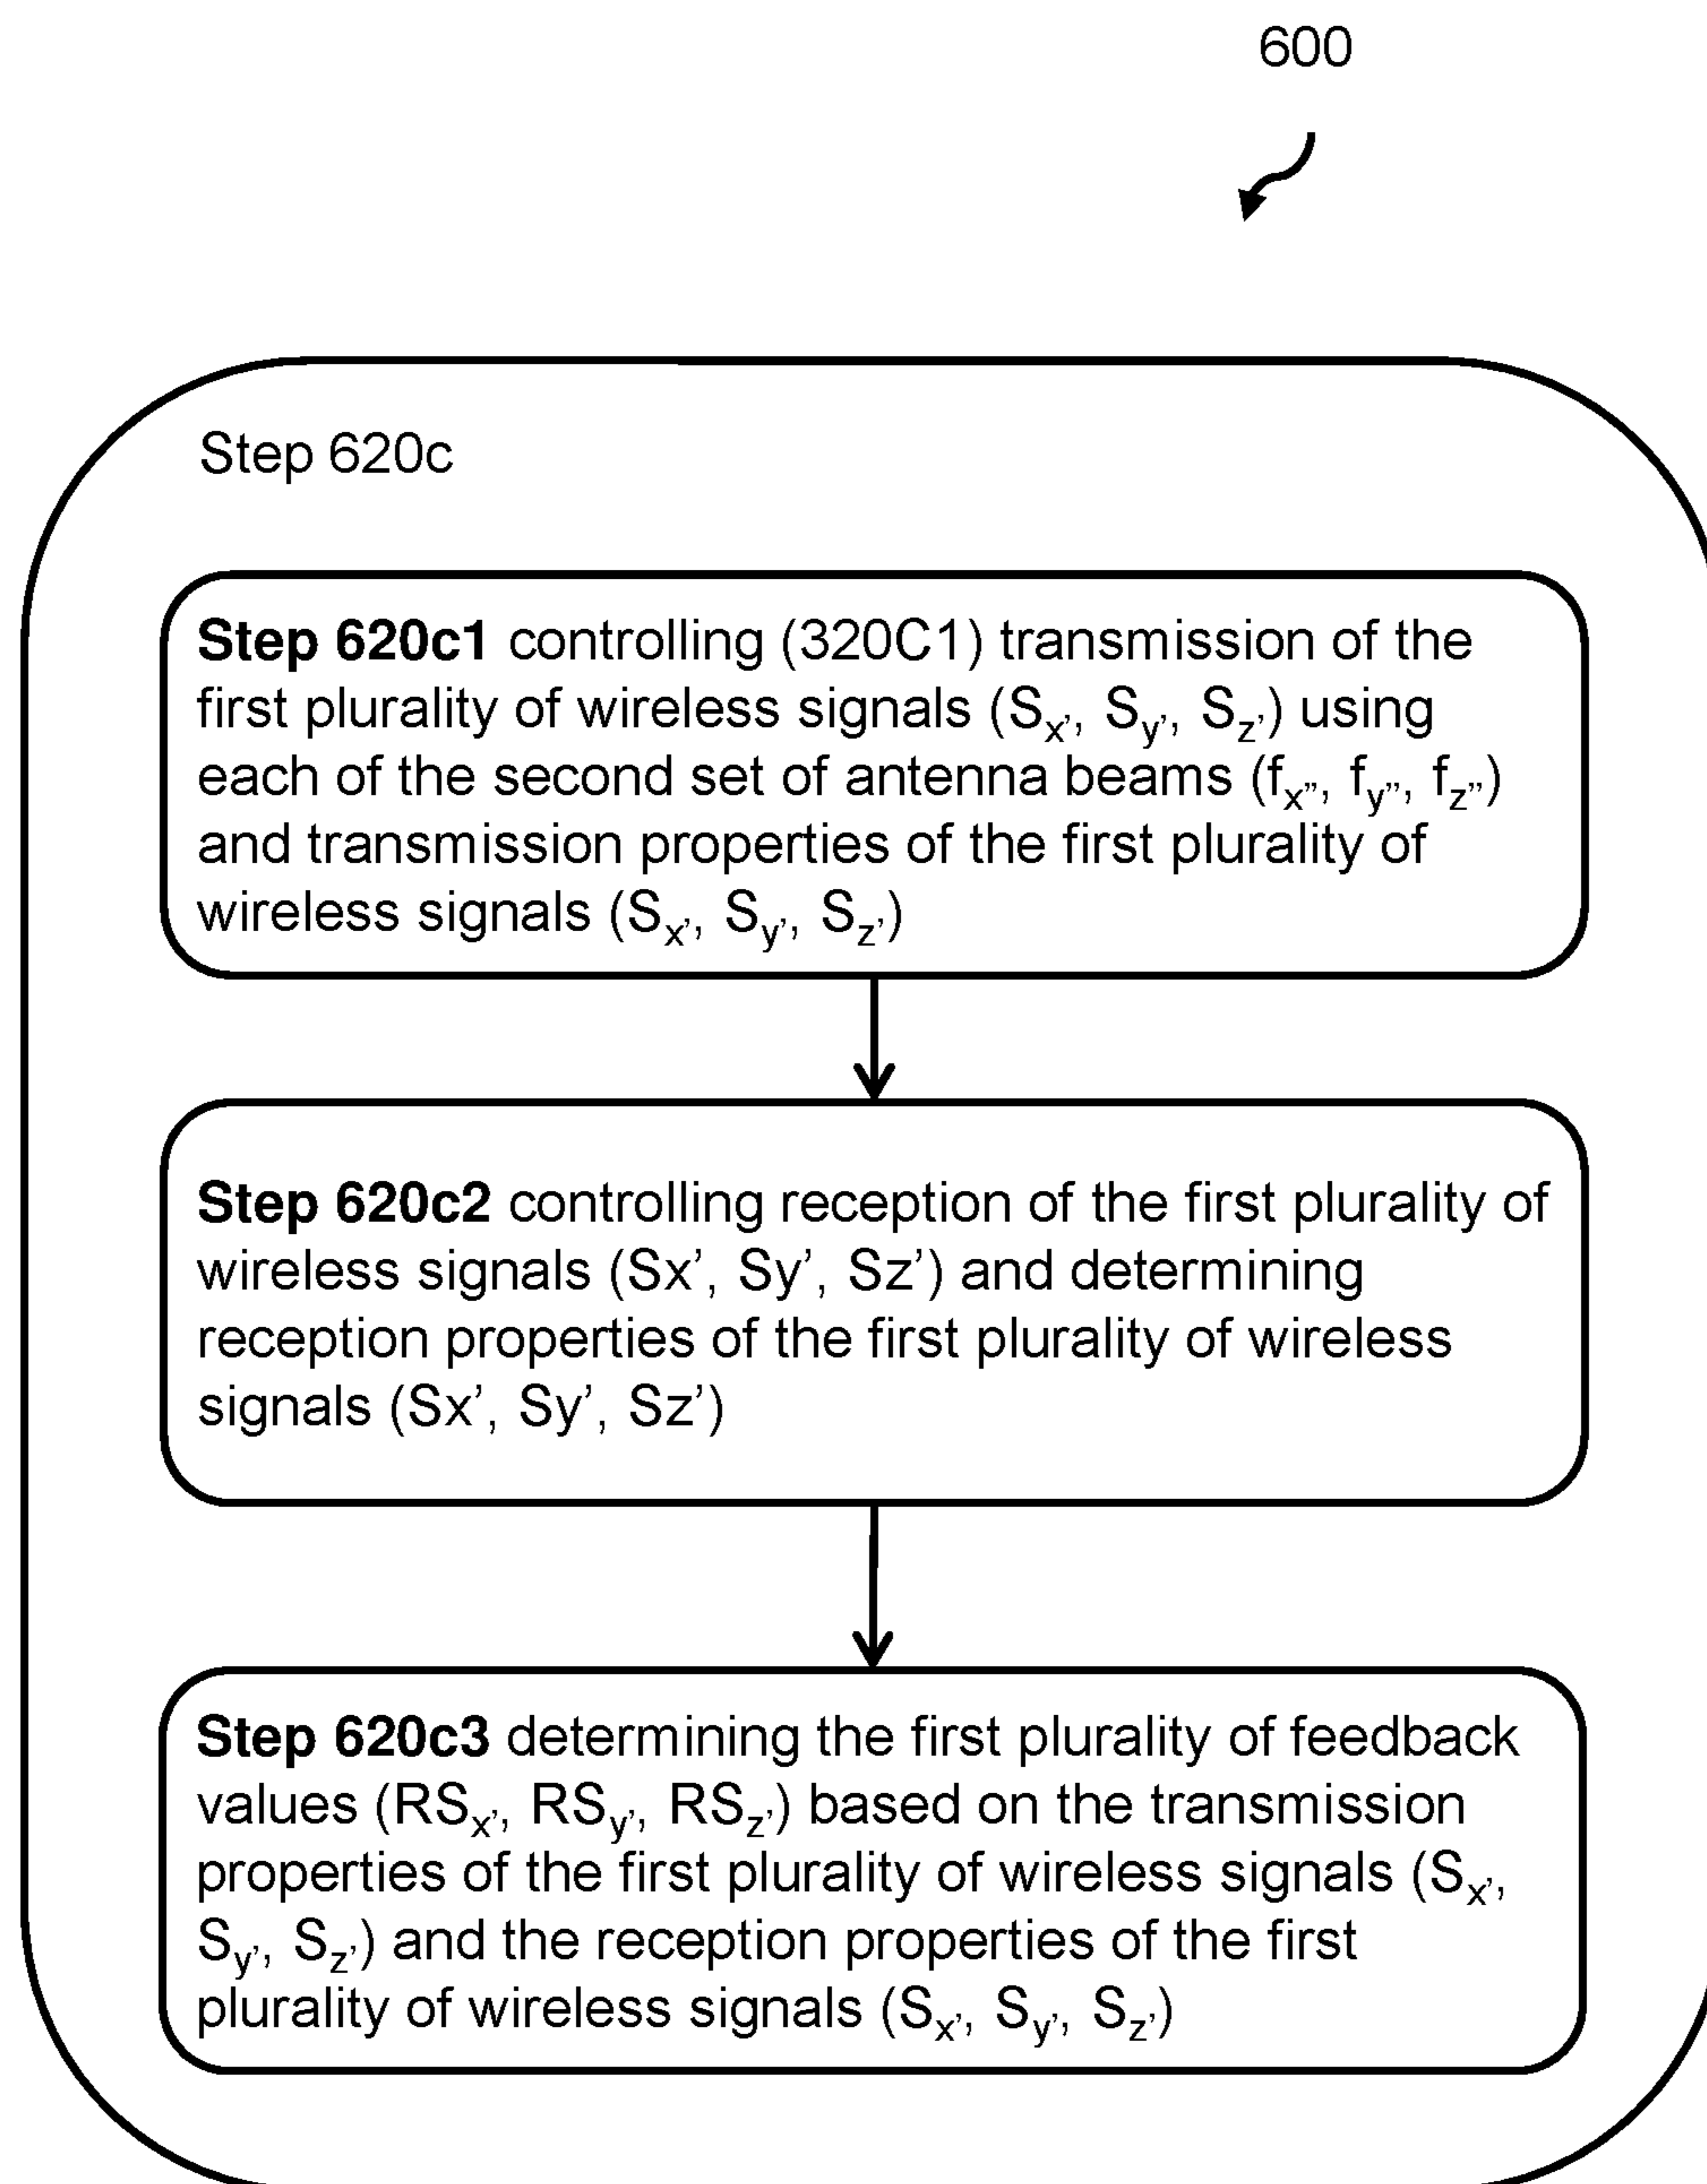 600
Step 620c
Step 620c1 controlling (320C1) transmission of the
first plurality of wireless signals (Sx’, Sy’, Sz’) using
each of the second set of antenna beams (fx”, fy”, fz”)
and transmission properties of the first plurality of
wireless signals (Sx’, Sy’, Sz’)
Step 620c2 controlling reception of the first plurality of
wireless signals (Sx’, Sy’, Sz’) and determining
reception properties of the first plurality of wireless
signals (Sx’, Sy’, Sz’)
Step 620c3 determining the first plurality of feedback
values (RSx’, RSy’, RSz’) based on the transmission
properties of the first plurality of wireless signals (Sx’,
Sy’, Sz’) and the reception properties of the first
plurality of wireless signals (Sx’, Sy’, Sz’)